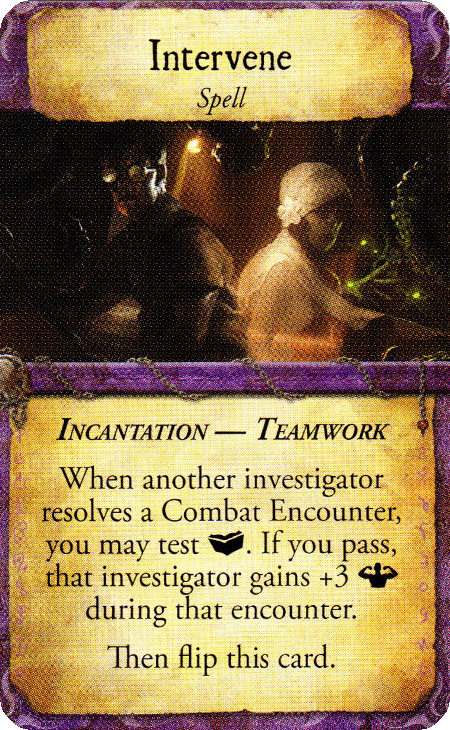 Intervene
Spell
Incantation — Teamwork
When another investigator
resolves a Combat Encounter,
you may test . If you pass,
that investigator gains +3
during that encounter.
Then flip this card.